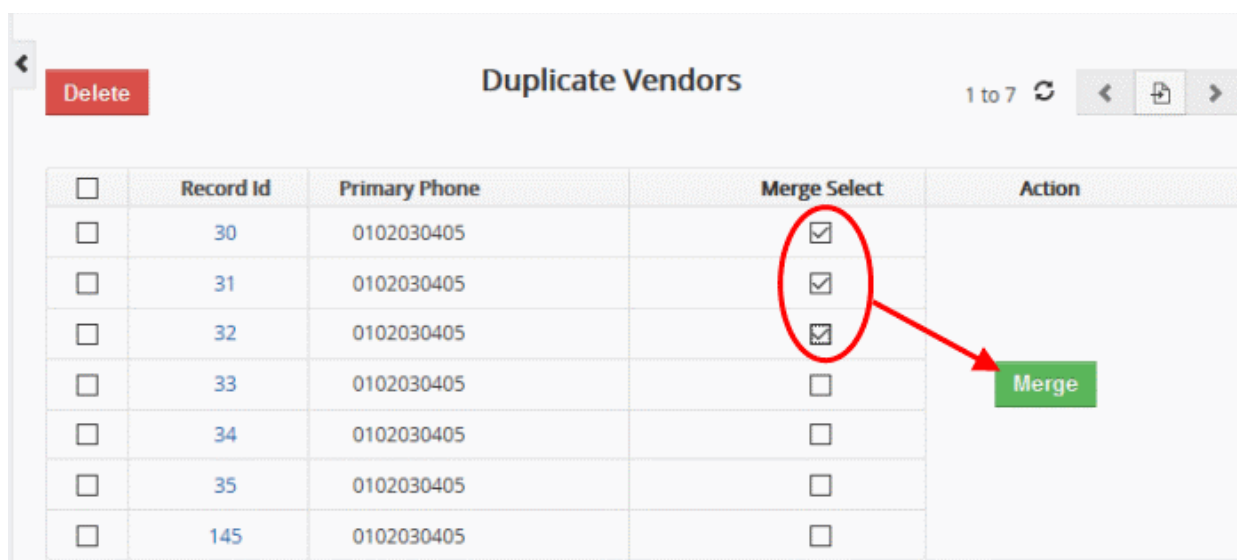 Duplicate Vendors
Delete
1 to 7
Record Id Primary Phone Merge Select Action
30 0102030405
31 0102030405
32 0102030405
33 0102030405
Merge
34 0102030405
35 0102030405
145 0102030405